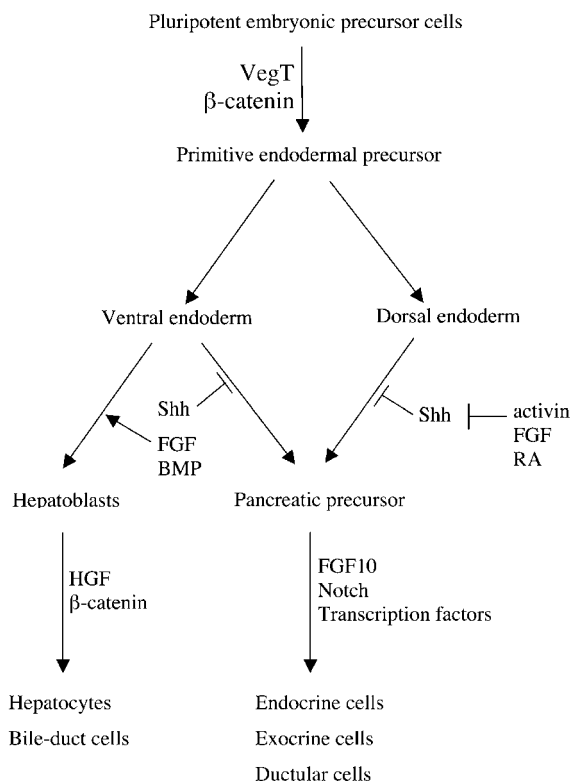 Pluripotent embryonic precursor cells
VegT
β-catenin
Primitive endodermal precursor
Ventral endoderm
Dorsal endoderm
Shh
Shh
activin
FGF
RA
FGF
BMP
Hepatoblasts
Pancreatic precursor
HGF
β-catenin
FGF10
Notch
Transcription factors
Hepatocytes
Bile-duct cells
Endocrine cells
Exocrine cells
Ductular cells